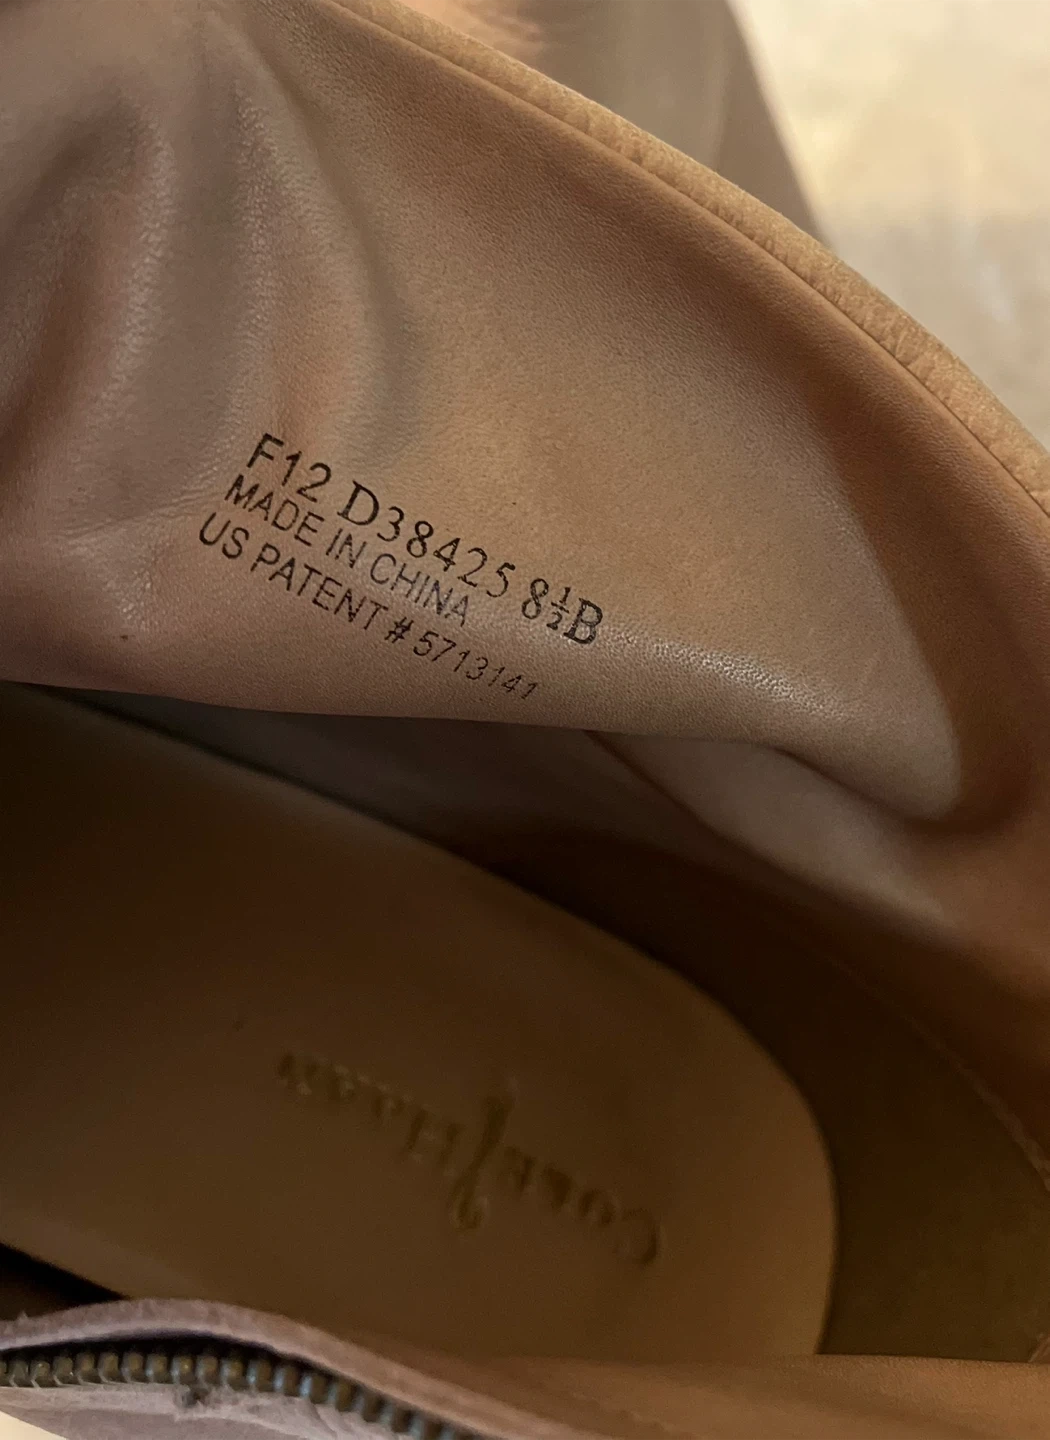 F12 D38425 8½B
MADE IN CHINA
US PATENT # 5713141
COLE HAAN